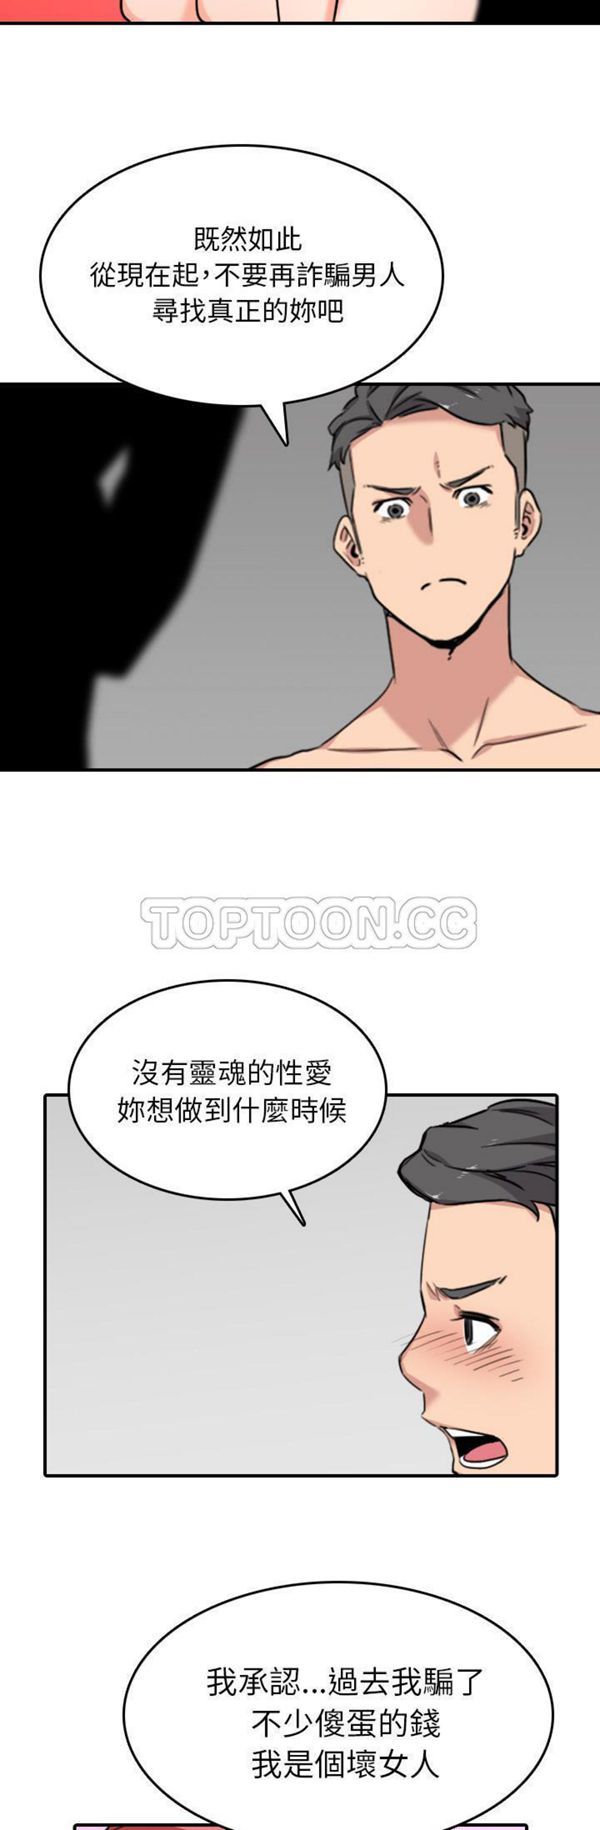 既然如此
從現在起,不要再詐騙男人
尋找真正的妳吧
TOPTOON.CC
沒有靈魂的性愛
妳想做到什麼時候
我承認...過去我騙了
不少傻蛋的錢
我是個壞女人